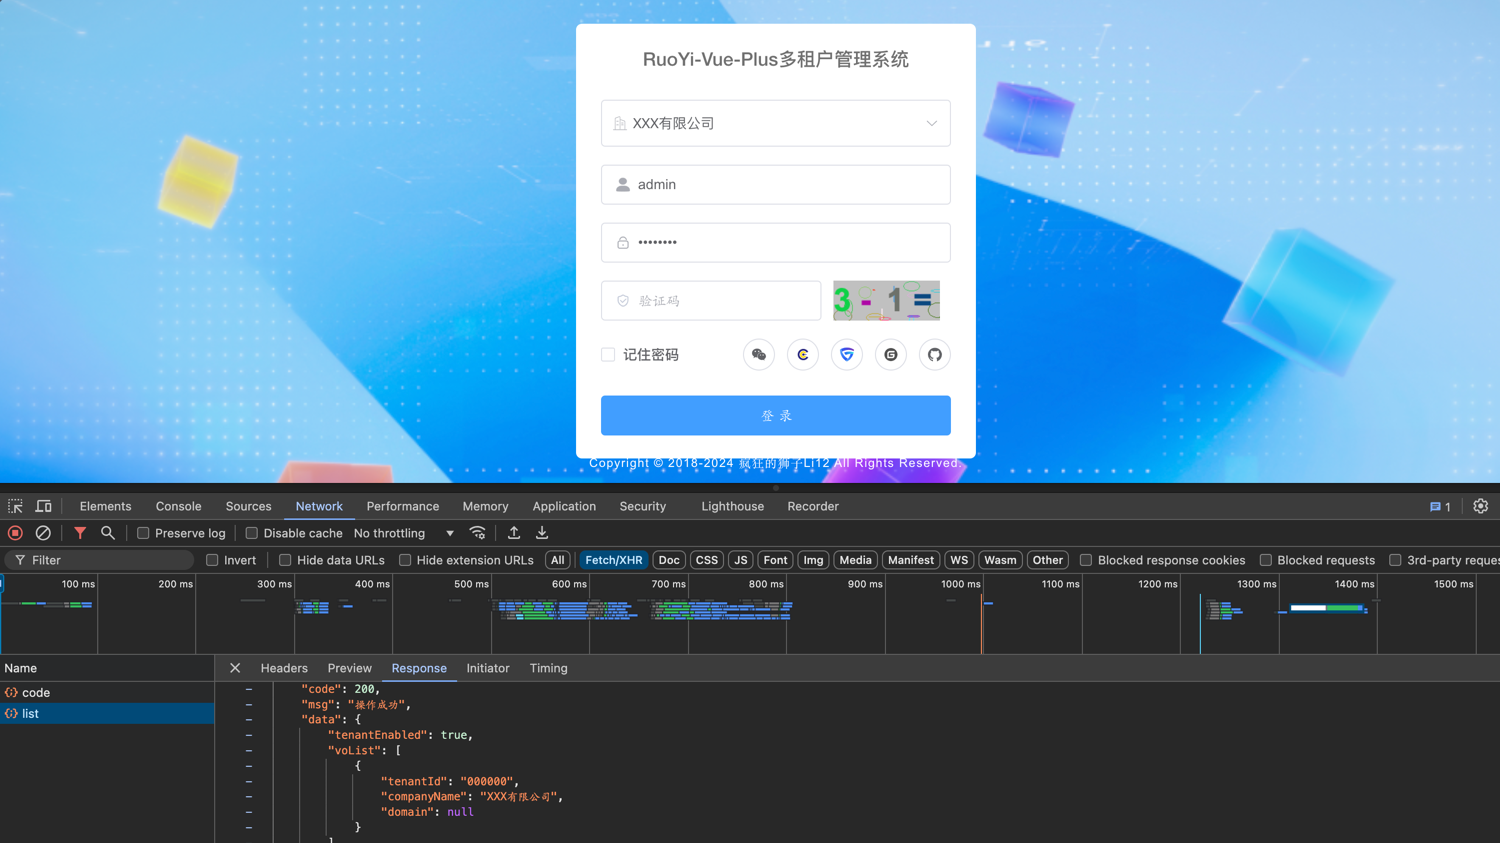 RuoYi-Vue-Plus多租户管理系统
XXX有限公司
admin
••••••••
验证码
3 - 1 =
记住密码
登 录
Copyright © 2018-2024 疯狂的狮子Li12 All Rights Reserved.
Elements Console Sources Network Performance Memory Application Security Lighthouse Recorder 1
Preserve log Disable cache No throttling
Filter Invert Hide data URLs Hide extension URLs All Fetch/XHR Doc CSS JS Font Img Media Manifest WS Wasm Other Blocked response cookies Blocked requests 3rd-party reques
100 ms 200 ms 300 ms 400 ms 500 ms 600 ms 700 ms 800 ms 900 ms 1000 ms 1100 ms 1200 ms 1300 ms 1400 ms 1500 ms
Name Headers Preview Response Initiator Timing
code
list
"code": 200,
"msg": "操作成功",
"data": {
"tenantEnabled": true,
"voList": [
{
"tenantId": "000000",
"companyName": "XXX有限公司",
"domain": null
}
]